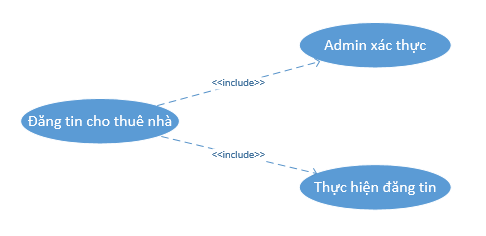 Admin xác thực
<<include>>
Đăng tin cho thuê nhà
<<include>>
Thực hiện đăng tin